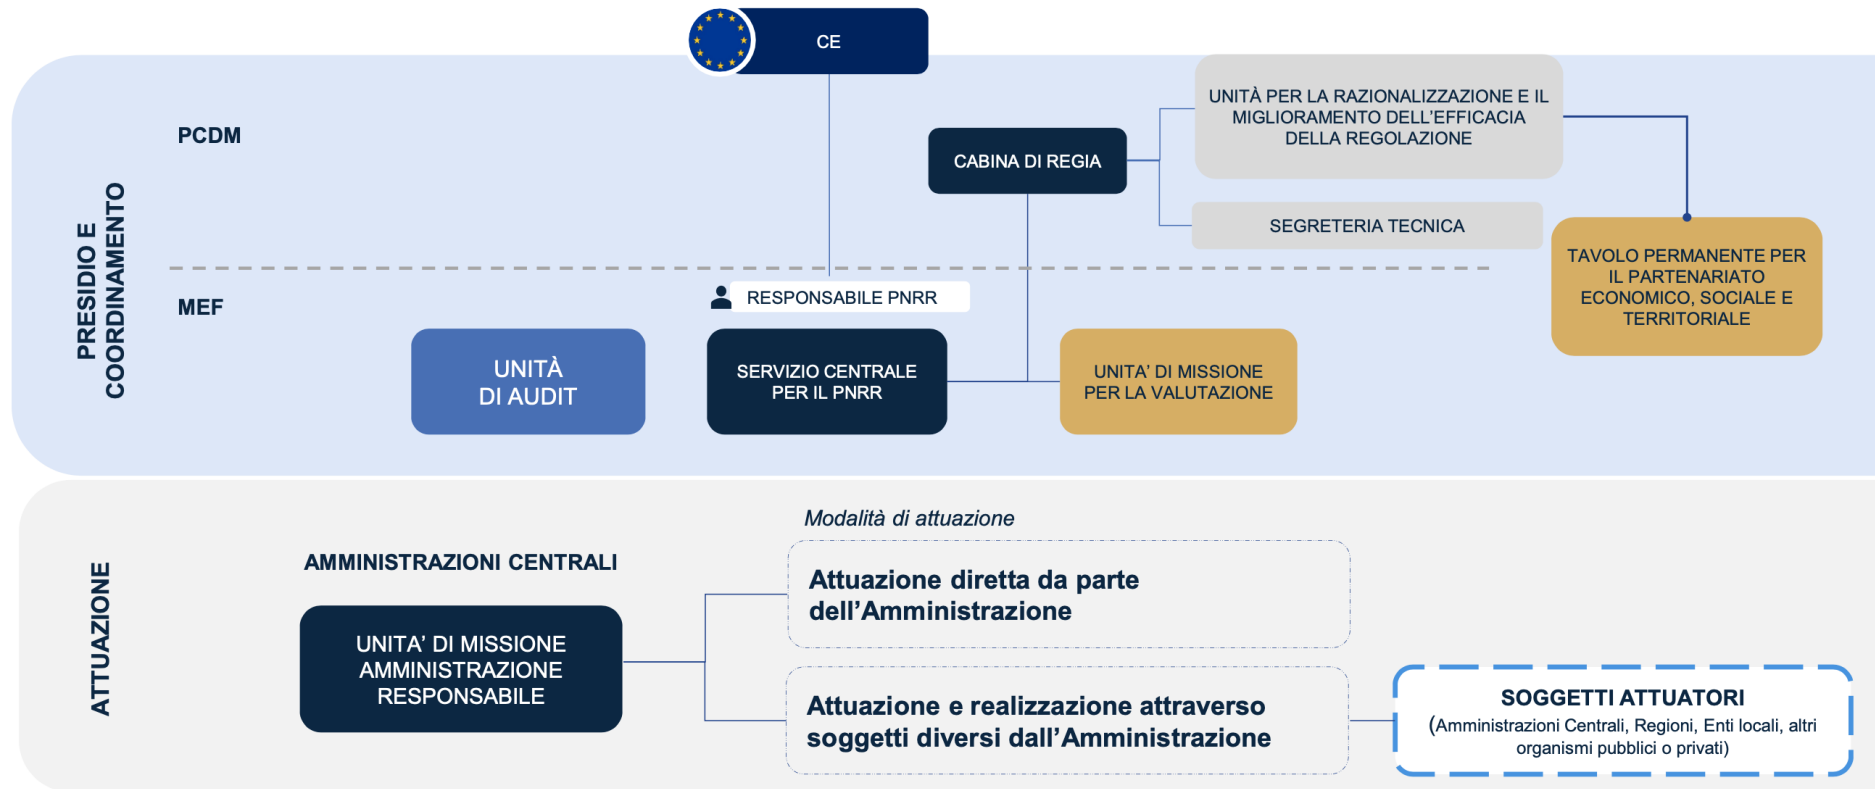 CE
PRESIDIO E
COORDINAMENTO
PCDM
CABINA DI REGIA
UNITÀ PER LA RAZIONALIZZAZIONE E IL
MIGLIORAMENTO DELL’EFFICACIA
DELLA REGOLAZIONE
SEGRETERIA TECNICA
TAVOLO PERMANENTE PER
IL PARTENARIATO
ECONOMICO, SOCIALE E
TERRITORIALE
MEF
RESPONSABILE PNRR
UNITÀ
DI AUDIT
SERVIZIO CENTRALE
PER IL PNRR
UNITA’ DI MISSIONE
PER LA VALUTAZIONE
ATTUAZIONE
AMMINISTRAZIONI CENTRALI
UNITA’ DI MISSIONE
AMMINISTRAZIONE
RESPONSABILE
Modalità di attuazione
Attuazione diretta da parte
dell’Amministrazione
Attuazione e realizzazione attraverso
soggetti diversi dall’Amministrazione
SOGGETTI ATTUATORI
(Amministrazioni Centrali, Regioni, Enti locali, altri
organismi pubblici o privati)